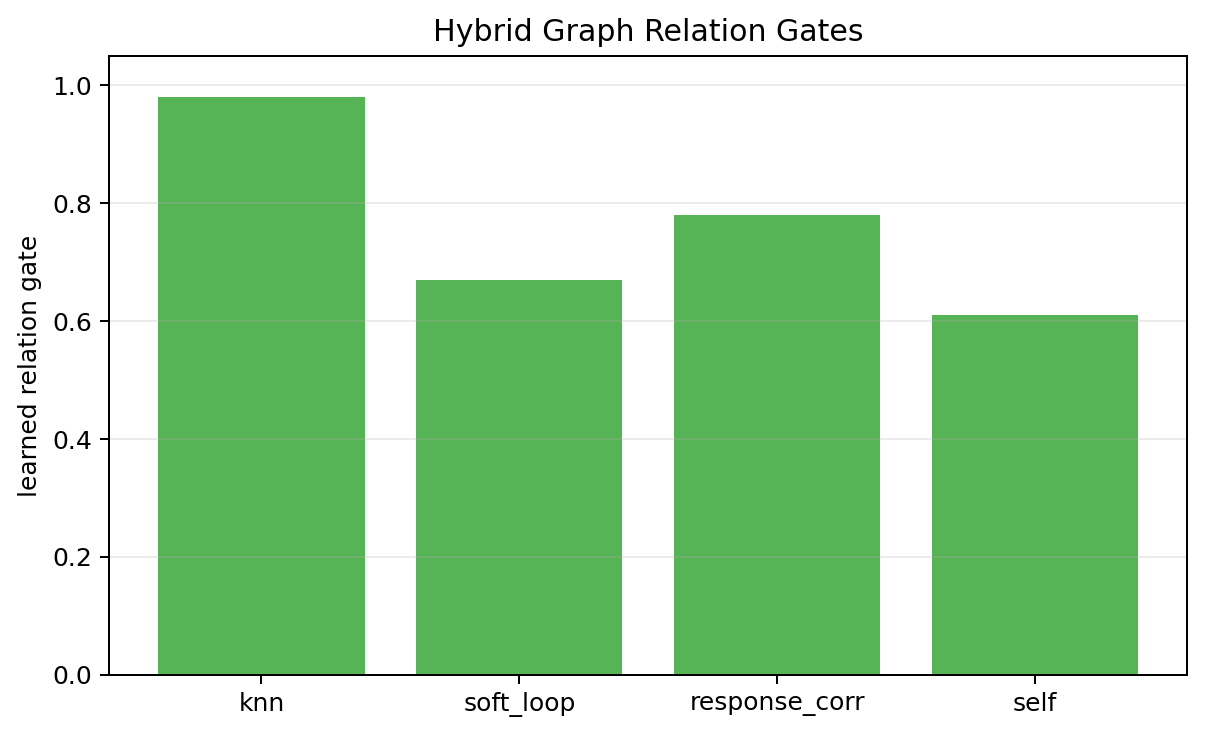 Hybrid Graph Relation Gates
learned relation gate
1.0
0.8
0.6
0.4
0.2
0.0
knn
soft_loop
response_corr
self